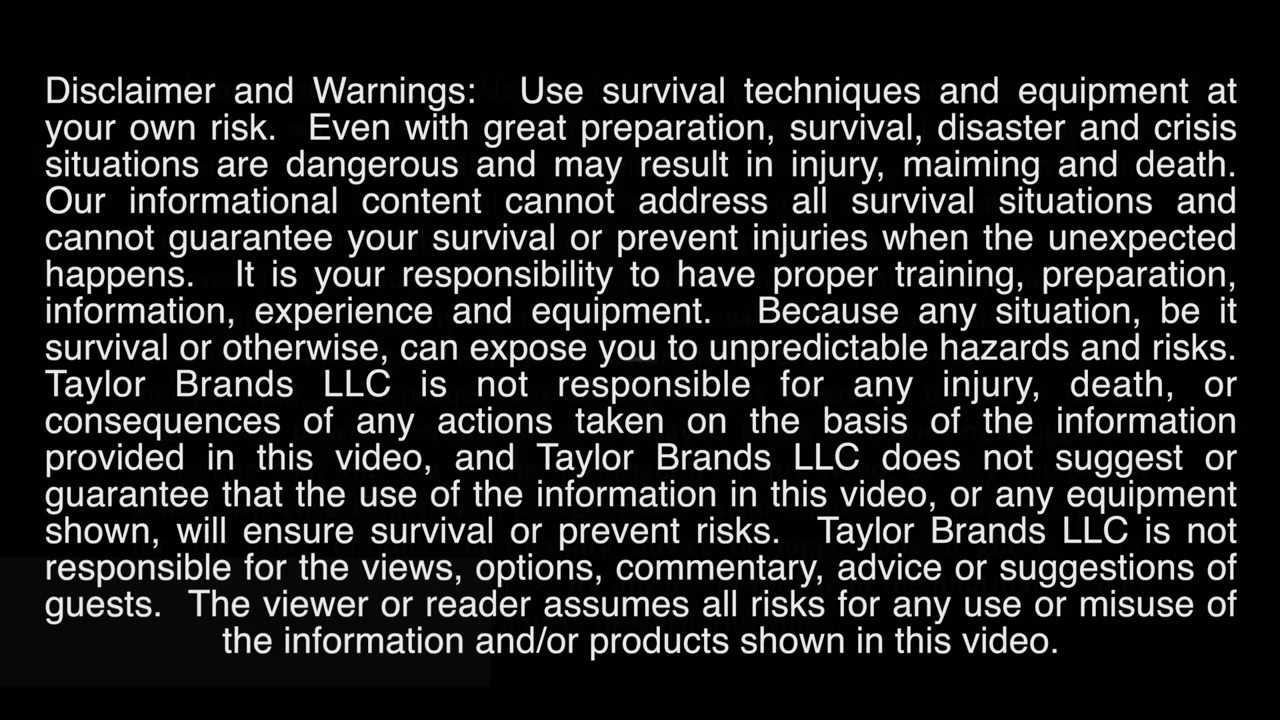 Disclaimer and Warnings: Use survival techniques and equipment at
your own risk. Even with great preparation, survival, disaster and crisis
situations are dangerous and may result in injury, maiming and death.
Our informational content cannot address all survival situations and
cannot guarantee your survival or prevent injuries when the unexpected
happens. It is your responsibility to have proper training, preparation,
information, experience and equipment. Because any situation, be it
survival or otherwise, can expose you to unpredictable hazards and risks.
Taylor Brands LLC is not responsible for any injury, death, or
consequences of any actions taken on the basis of the information
provided in this video, and Taylor Brands LLC does not suggest or
guarantee that the use of the information in this video, or any equipment
shown, will ensure survival or prevent risks. Taylor Brands LLC is not
responsible for the views, options, commentary, advice or suggestions of
guests. The viewer or reader assumes all risks for any use or misuse of
the information and/or products shown in this video.